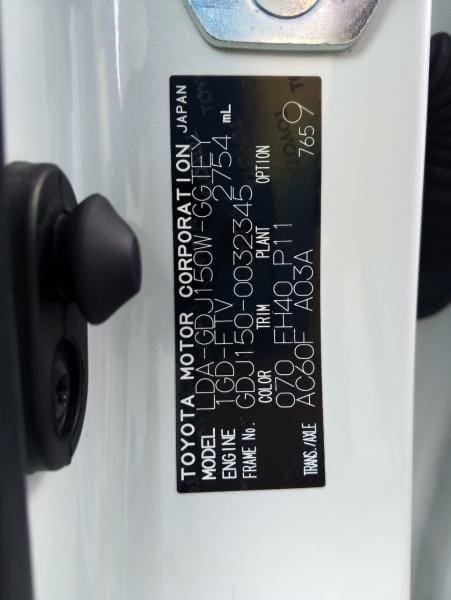 TOYOTA MOTOR CORPORATION JAPAN
MODEL LDA-GDJ150W-GGTEY
ENGINE 1GD-FTV 2754 mL
FRAME No. GDJ150-0032345
COLOR TRIM PLANT OPTION
070 FH40 P11 7659
TRANS./AXLE AC60F A03A